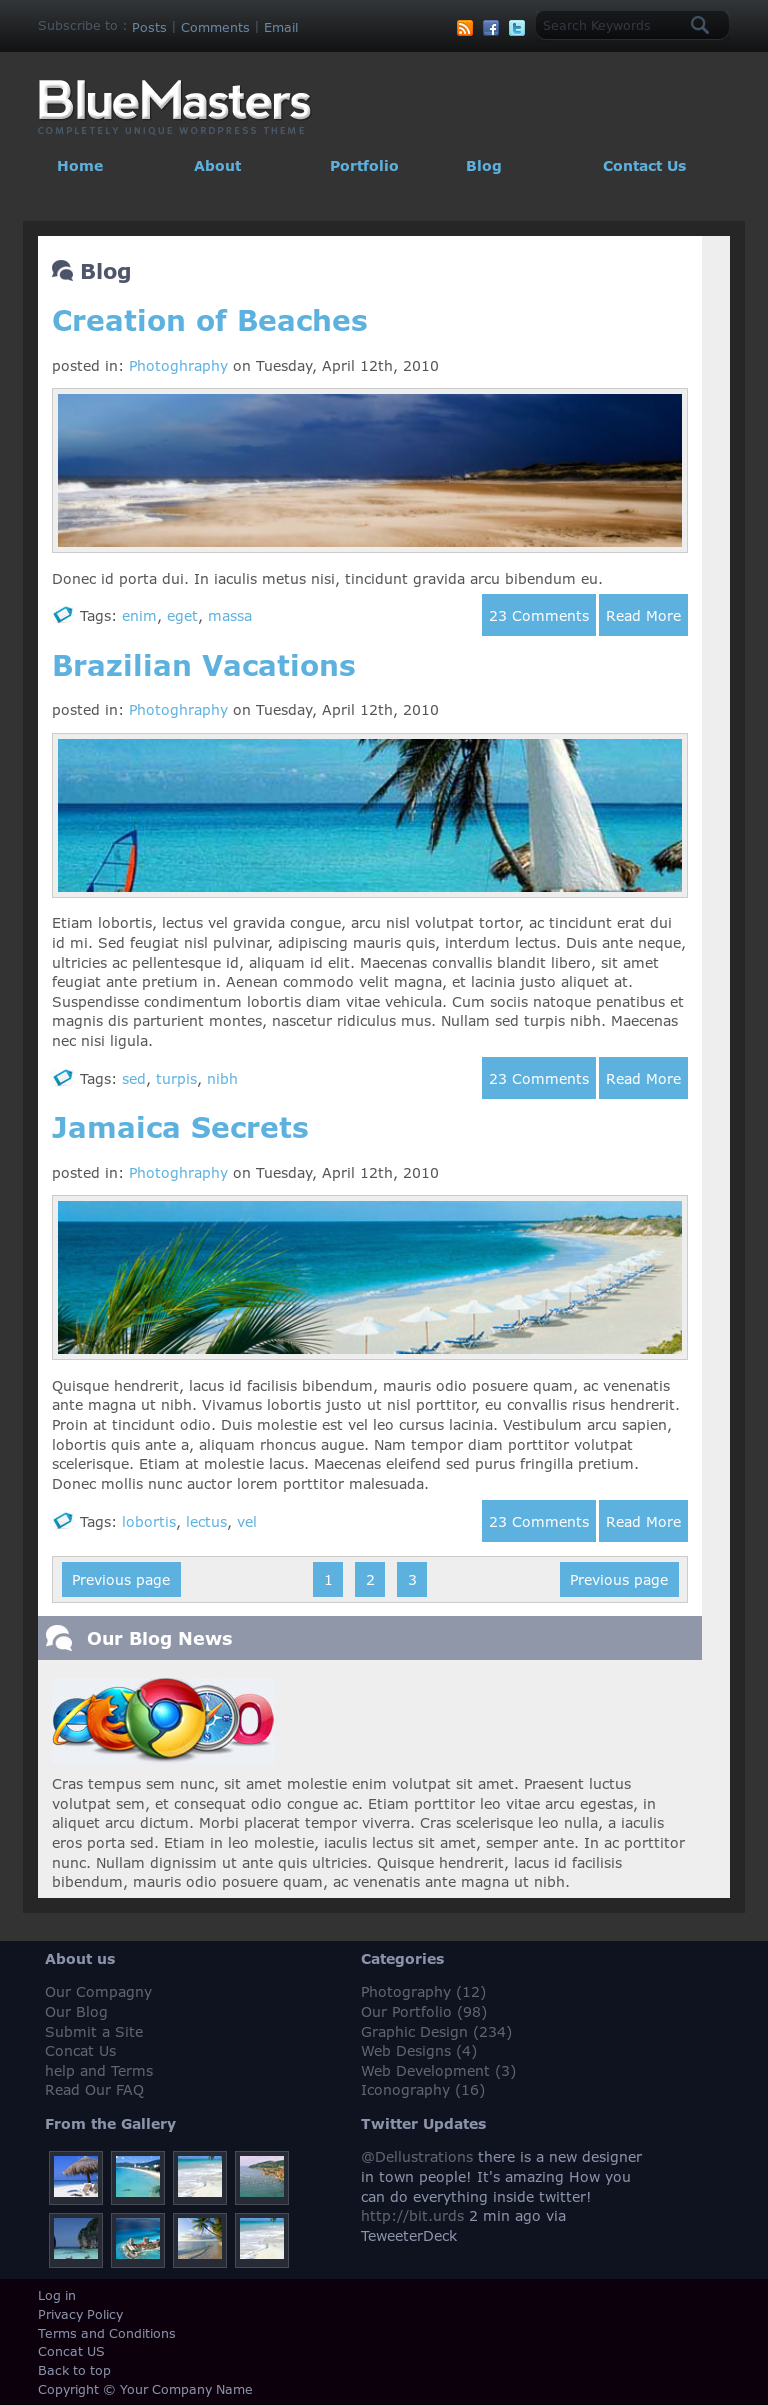 Subscribe to : Posts | Comments | Email
Search Keywords
BlueMasters
COMPLETELY UNIQUE WORDPRESS THEME
Home About Portfolio Blog Contact Us
Blog
Creation of Beaches
posted in: Photoghraphy on Tuesday, April 12th, 2010
Donec id porta dui. In iaculis metus nisi, tincidunt gravida arcu bibendum eu.
Tags: enim, eget, massa 23 Comments Read More
Brazilian Vacations
posted in: Photoghraphy on Tuesday, April 12th, 2010
Etiam lobortis, lectus vel gravida congue, arcu nisl volutpat tortor, ac tincidunt erat dui
id mi. Sed feugiat nisl pulvinar, adipiscing mauris quis, interdum lectus. Duis ante neque,
ultricies ac pellentesque id, aliquam id elit. Maecenas convallis blandit libero, sit amet
feugiat ante pretium in. Aenean commodo velit magna, et lacinia justo aliquet at.
Suspendisse condimentum lobortis diam vitae vehicula. Cum sociis natoque penatibus et
magnis dis parturient montes, nascetur ridiculus mus. Nullam sed turpis nibh. Maecenas
nec nisi ligula.
Tags: sed, turpis, nibh 23 Comments Read More
Jamaica Secrets
posted in: Photoghraphy on Tuesday, April 12th, 2010
Quisque hendrerit, lacus id facilisis bibendum, mauris odio posuere quam, ac venenatis
ante magna ut nibh. Vivamus lobortis justo ut nisl porttitor, eu convallis risus hendrerit.
Proin at tincidunt odio. Duis molestie est vel leo cursus lacinia. Vestibulum arcu sapien,
lobortis quis ante a, aliquam rhoncus augue. Nam tempor diam porttitor volutpat
scelerisque. Etiam at molestie lacus. Maecenas eleifend sed purus fringilla pretium.
Donec mollis nunc auctor lorem porttitor malesuada.
Tags: lobortis, lectus, vel 23 Comments Read More
Previous page 1 2 3 Previous page
Our Blog News
Cras tempus sem nunc, sit amet molestie enim volutpat sit amet. Praesent luctus
volutpat sem, et consequat odio congue ac. Etiam porttitor leo vitae arcu egestas, in
aliquet arcu dictum. Morbi placerat tempor viverra. Cras scelerisque leo nulla, a iaculis
eros porta sed. Etiam in leo molestie, iaculis lectus sit amet, semper ante. In ac porttitor
nunc. Nullam dignissim ut ante quis ultricies. Quisque hendrerit, lacus id facilisis
bibendum, mauris odio posuere quam, ac venenatis ante magna ut nibh.
About us
Our Compagny
Our Blog
Submit a Site
Concat Us
help and Terms
Read Our FAQ
Categories
Photography (12)
Our Portfolio (98)
Graphic Design (234)
Web Designs (4)
Web Development (3)
Iconography (16)
From the Gallery
Twitter Updates
@Dellustrations there is a new designer
in town people! It's amazing How you
can do everything inside twitter!
http://bit.urds 2 min ago via
TeweeterDeck
Log in
Privacy Policy
Terms and Conditions
Concat US
Back to top
Copyright © Your Company Name